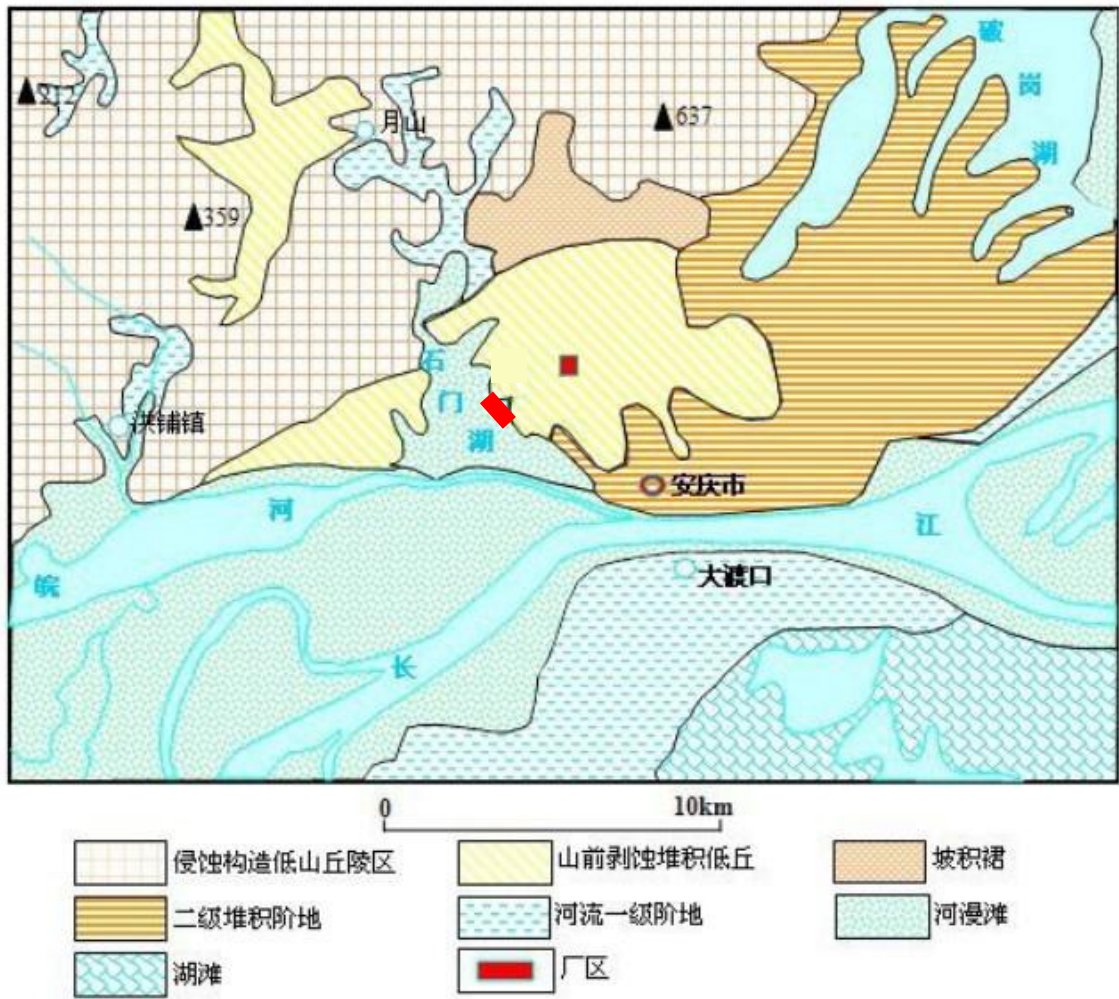 破
岗
湖
月山
637
359
石
门
湖
洪铺镇
安庆市
河
江
皖
大渡口
长
0 10km
侵蚀构造低山丘陵区
山前剥蚀堆积低丘
坡积裙
二级堆积阶地
河流一级阶地
河漫滩
湖滩
厂区